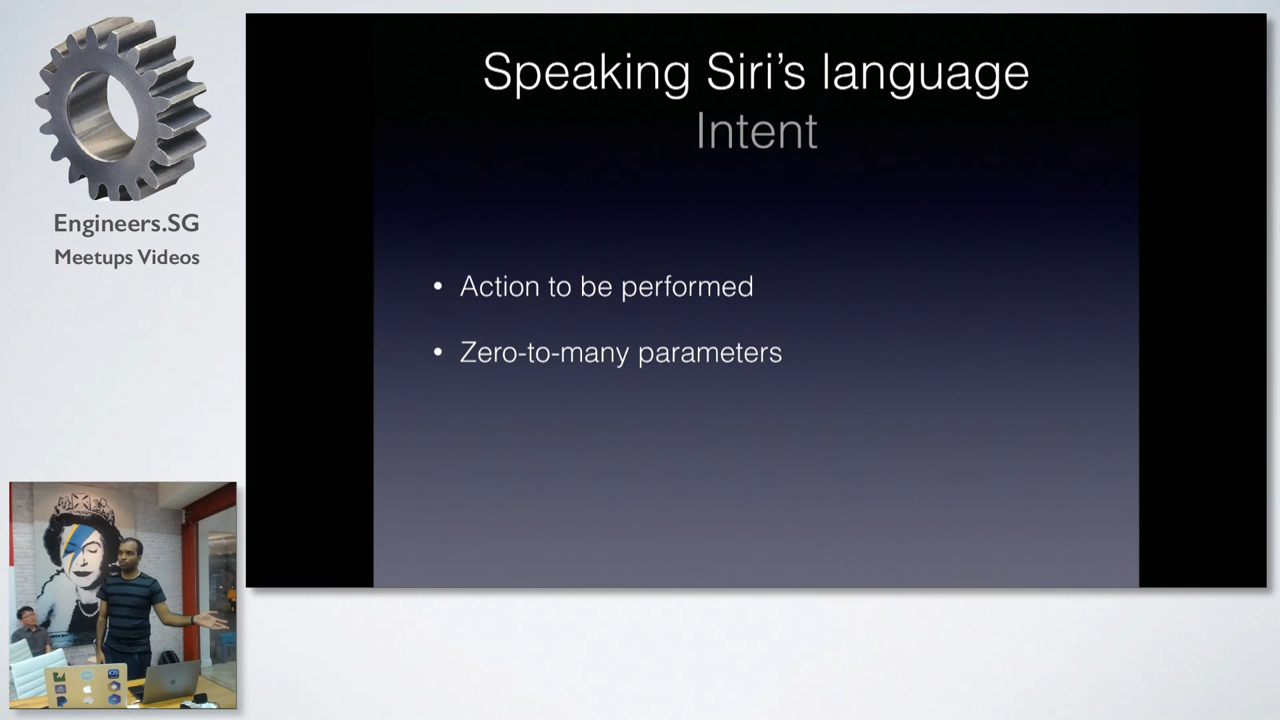 Engineers.SG
Meetups Videos
Speaking Siri's language
Intent
• Action to be performed
• Zero-to-many parameters